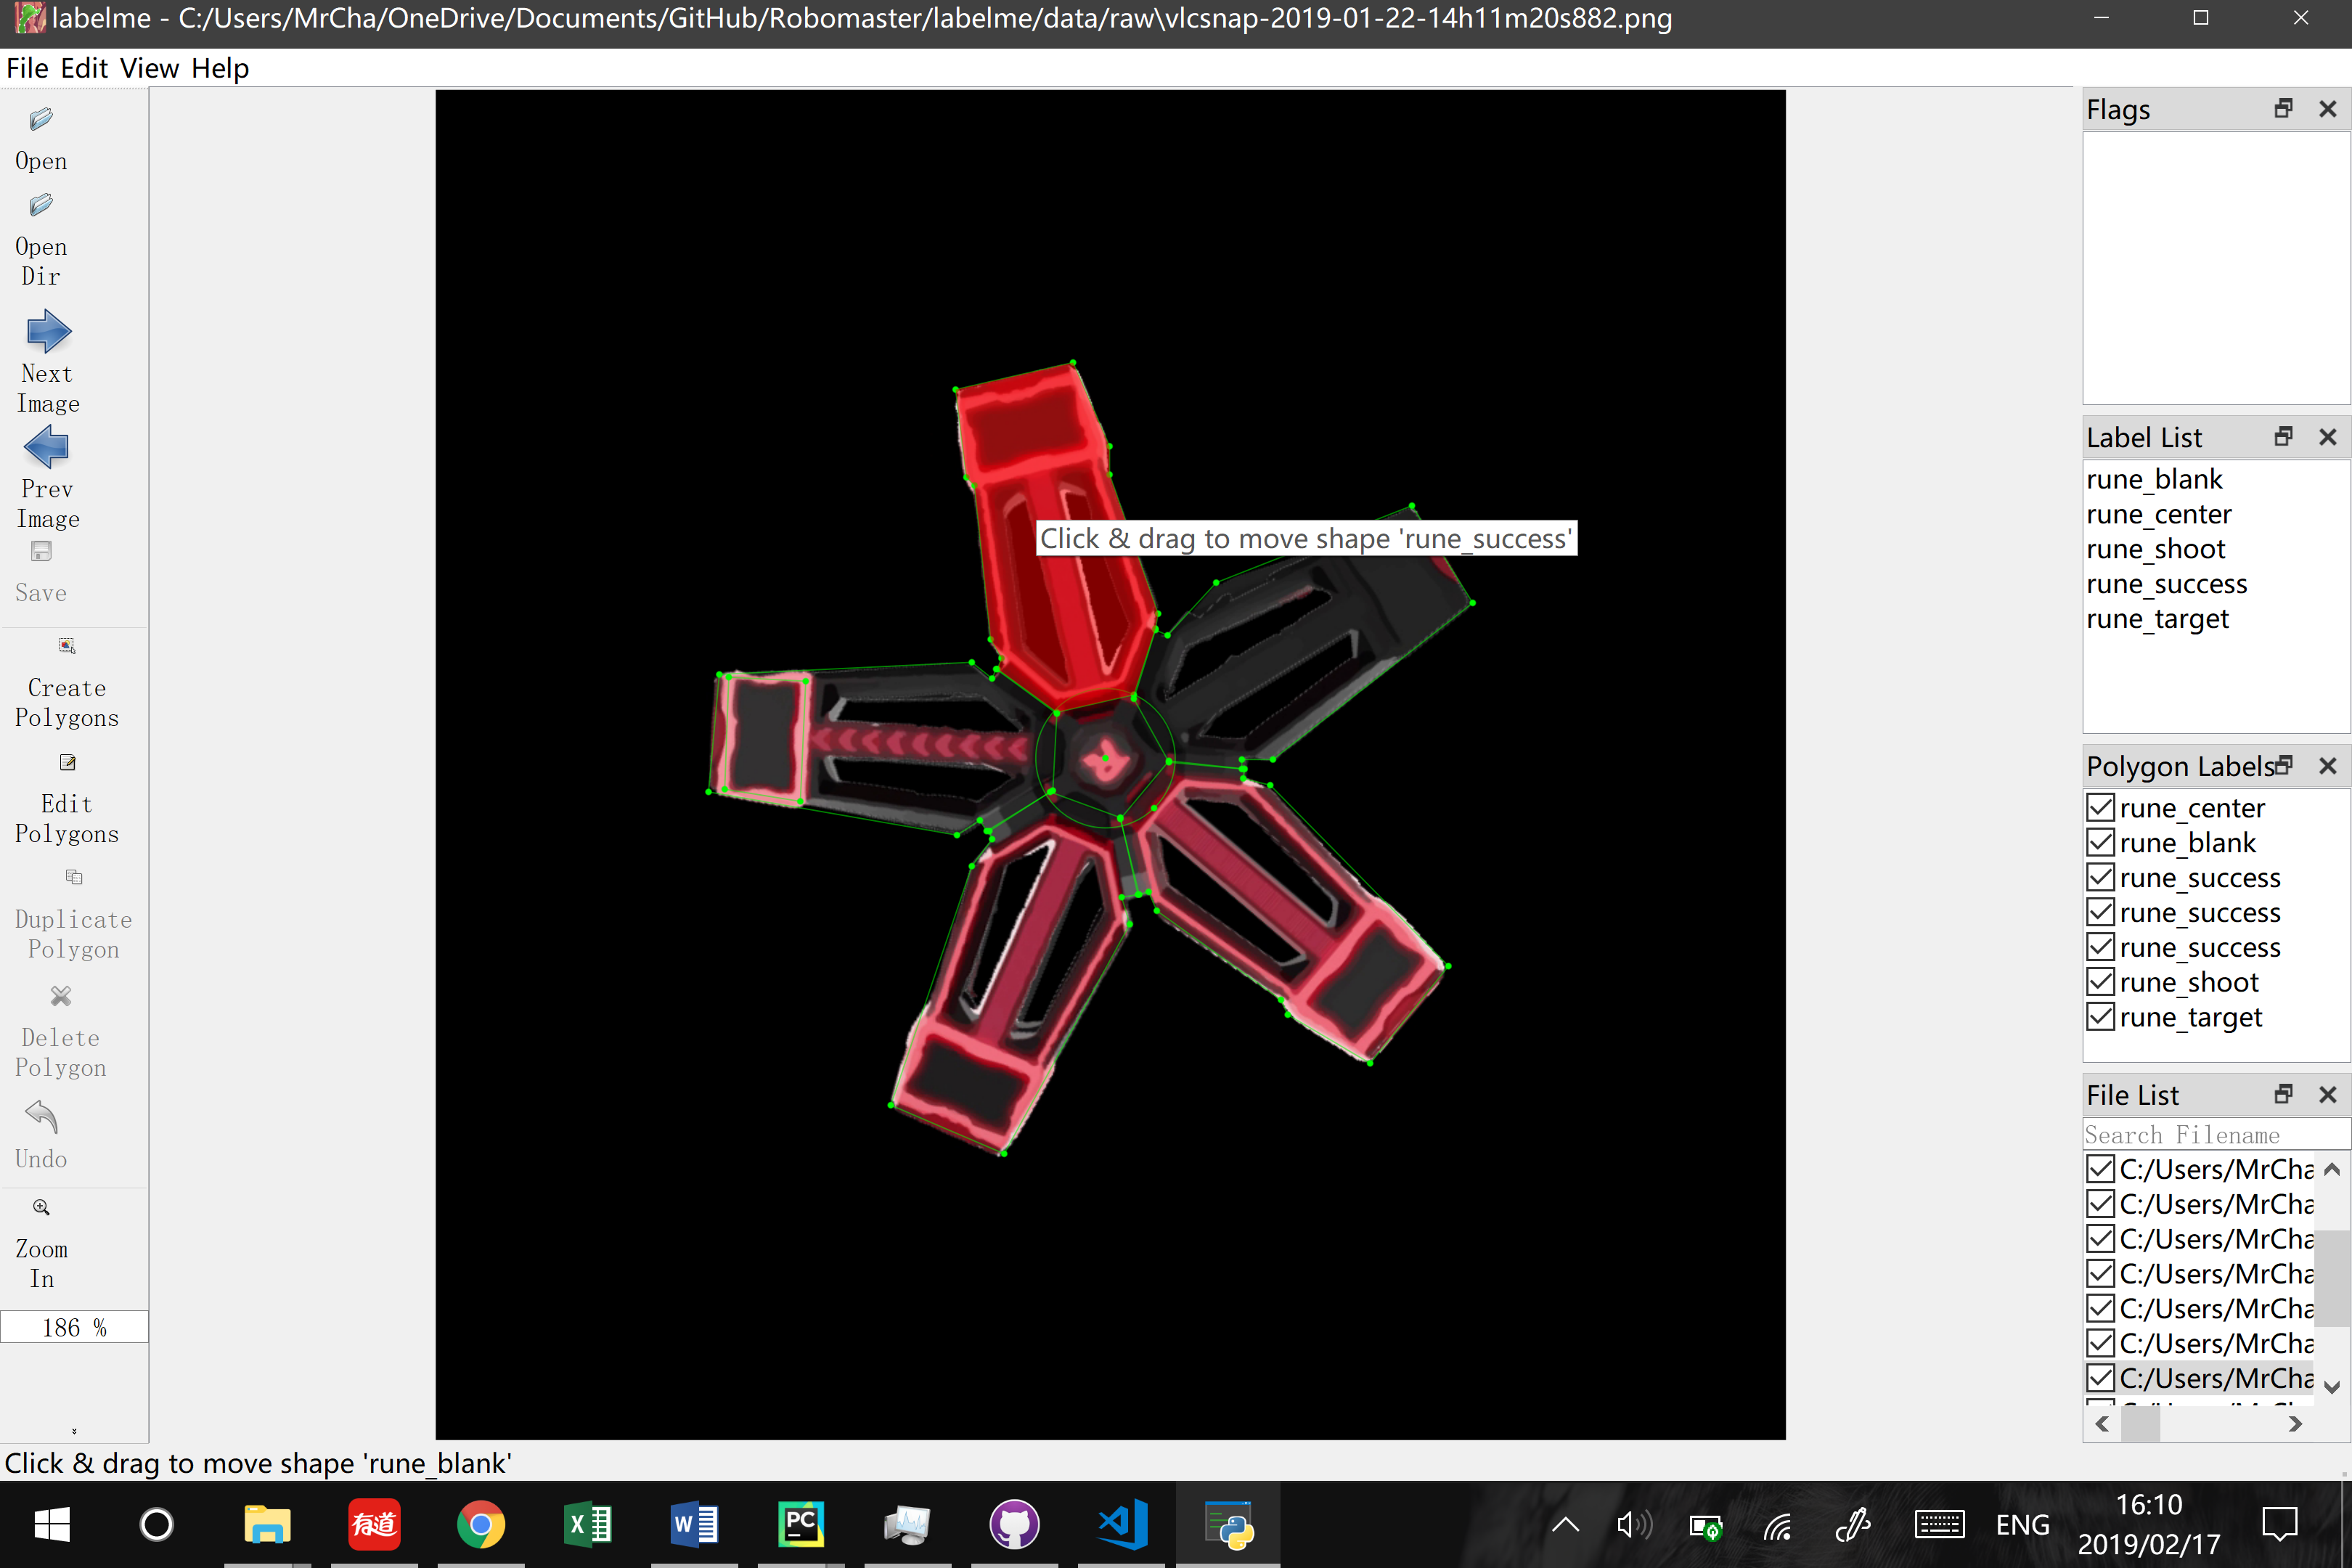 labelme - C:/Users/MrCha/OneDrive/Documents/GitHub/Robomaster/labelme/data/raw\vlcsnap-2019-01-22-14h11m20s882.png
File Edit View Help
Open
Open
Dir
Next
Image
Prev
Image
Save
Create
Polygons
Edit
Polygons
Duplicate
Polygon
Delete
Polygon
Undo
Zoom
In
186 %
Click & drag to move shape 'rune_success'
Flags
Label List
rune_blank
rune_center
rune_shoot
rune_success
rune_target
Polygon Labels
rune_center
rune_blank
rune_success
rune_success
rune_success
rune_shoot
rune_target
File List
Search Filename
C:/Users/MrCha
C:/Users/MrCha
C:/Users/MrCha
C:/Users/MrCha
C:/Users/MrCha
C:/Users/MrCha
C:/Users/MrCha
Click & drag to move shape 'rune_blank'
有道
X
W
PC
ENG
16:10
2019/02/17